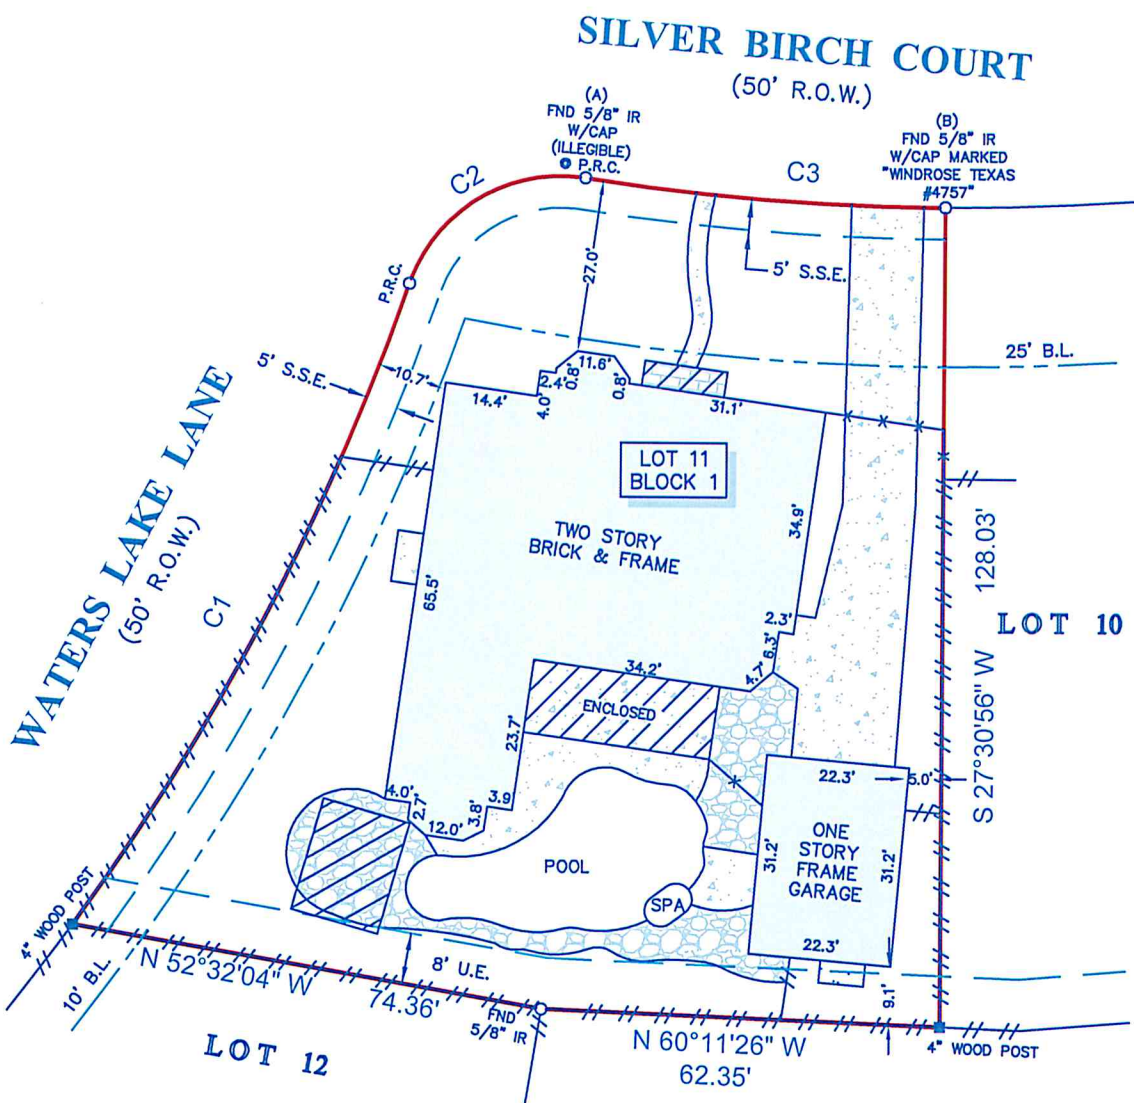 SILVER BIRCH COURT
(50' R.O.W.)
(A)
FND 5/8" IR
W/CAP
(ILLEGIBLE)
P.R.C.
(B)
FND 5/8" IR
W/CAP MARKED
"WINDROSE TEXAS
#4757"
C2
C3
P.R.C.
27.0'
5' S.S.E.
25' B.L.
5' S.S.E.
10.7'
14.4'
4.0'
2.4'
0.8'
11.6'
0.8'
31.1'
LOT 11
BLOCK 1
TWO STORY
BRICK & FRAME
34.9'
65.5'
WATERS LAKE LANE
(50' R.O.W.)
C1
S 27°30'56" W 128.03'
LOT 10
2.3'
6.3'
4.7'
34.2'
ENCLOSED
23.7'
4.0'
2.7'
12.0'
3.8'
3.9
POOL
SPA
22.3'
5.0'
ONE
STORY
FRAME
GARAGE
31.2'
31.2'
22.3'
9.1'
4" WOOD POST
10' B.L.
N 52°32'04" W
74.36'
8' U.E.
FND
5/8" IR
N 60°11'26" W
62.35'
4" WOOD POST
LOT 12